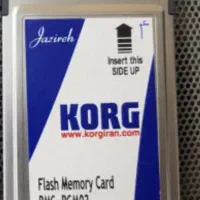 Jazireh
Insert this
SIDE UP
KORG
www.korgiran.com
Flash Memory Card